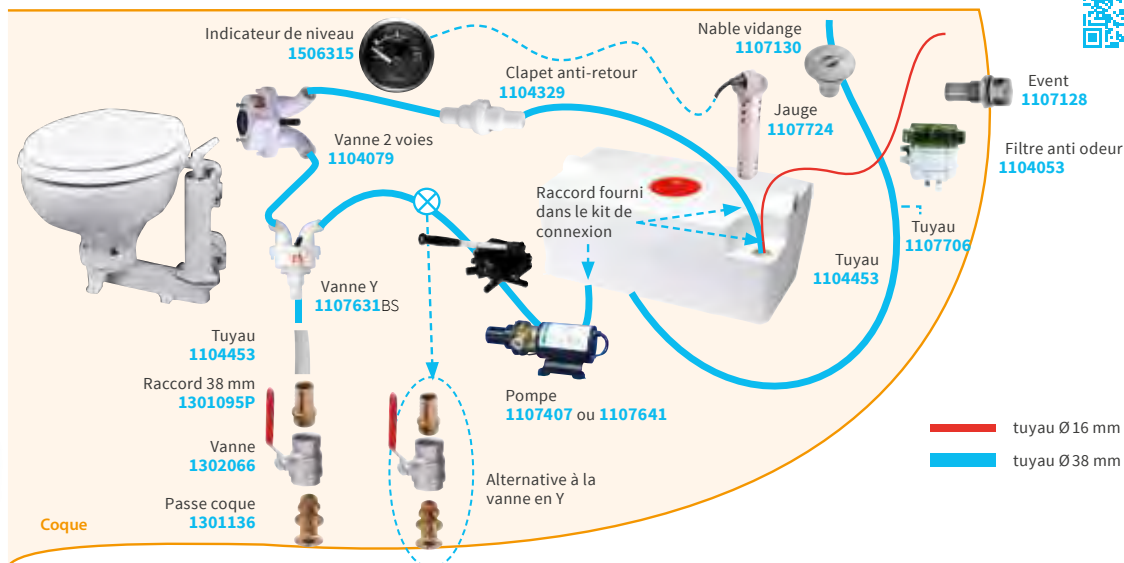 Indicateur de niveau
1506315
Nable vidange
1107130
Clapet anti-retour
1104329
Event
1107128
Jauge
1107724
Vanne 2 voies
1104079
Filtre anti odeur
1104053
Raccord fourni
dans le kit de
connexion
Tuyau
1107706
Tuyau
1104453
Vanne Y
1107631BS
Tuyau
1104453
Raccord 38 mm
1301095P
Pompe
1107407 ou 1107641
Vanne
1302066
Alternative à la
vanne en Y
Passe coque
1301136
Coque
tuyau Ø 16 mm
tuyau Ø 38 mm